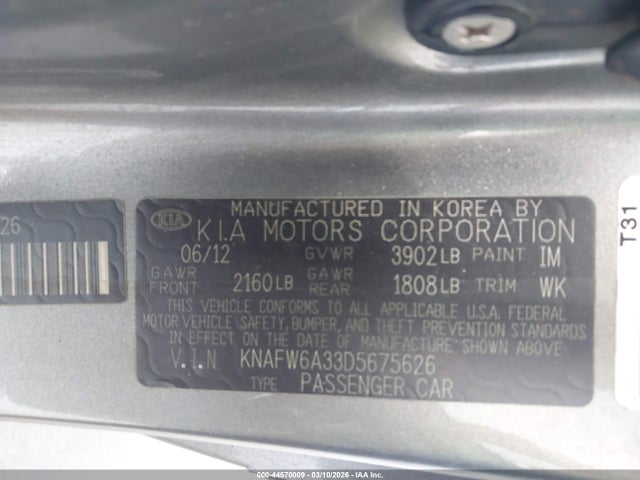 MANUFACTURED IN KOREA BY
KIA KIA MOTORS CORPORATION
06/12 GVWR 3902LB PAINT IM
GAWR FRONT 2160LB GAWR REAR 1808LB TRIM WK
THIS VEHICLE CONFORMS TO ALL APPLICABLE U.S.A. FEDERAL
MOTOR VEHICLE SAFETY, BUMPER, AND THEFT PREVENTION
STANDARDS IN EFFECT ON THE DATE OF MANUFACTURE SHOWN ABOVE
V.I.N KNAFW6A33D5675626
TYPE PASSENGER CAR
26
T31
000-44570009 - 03/10/2026 - COPYRIGHT IAA